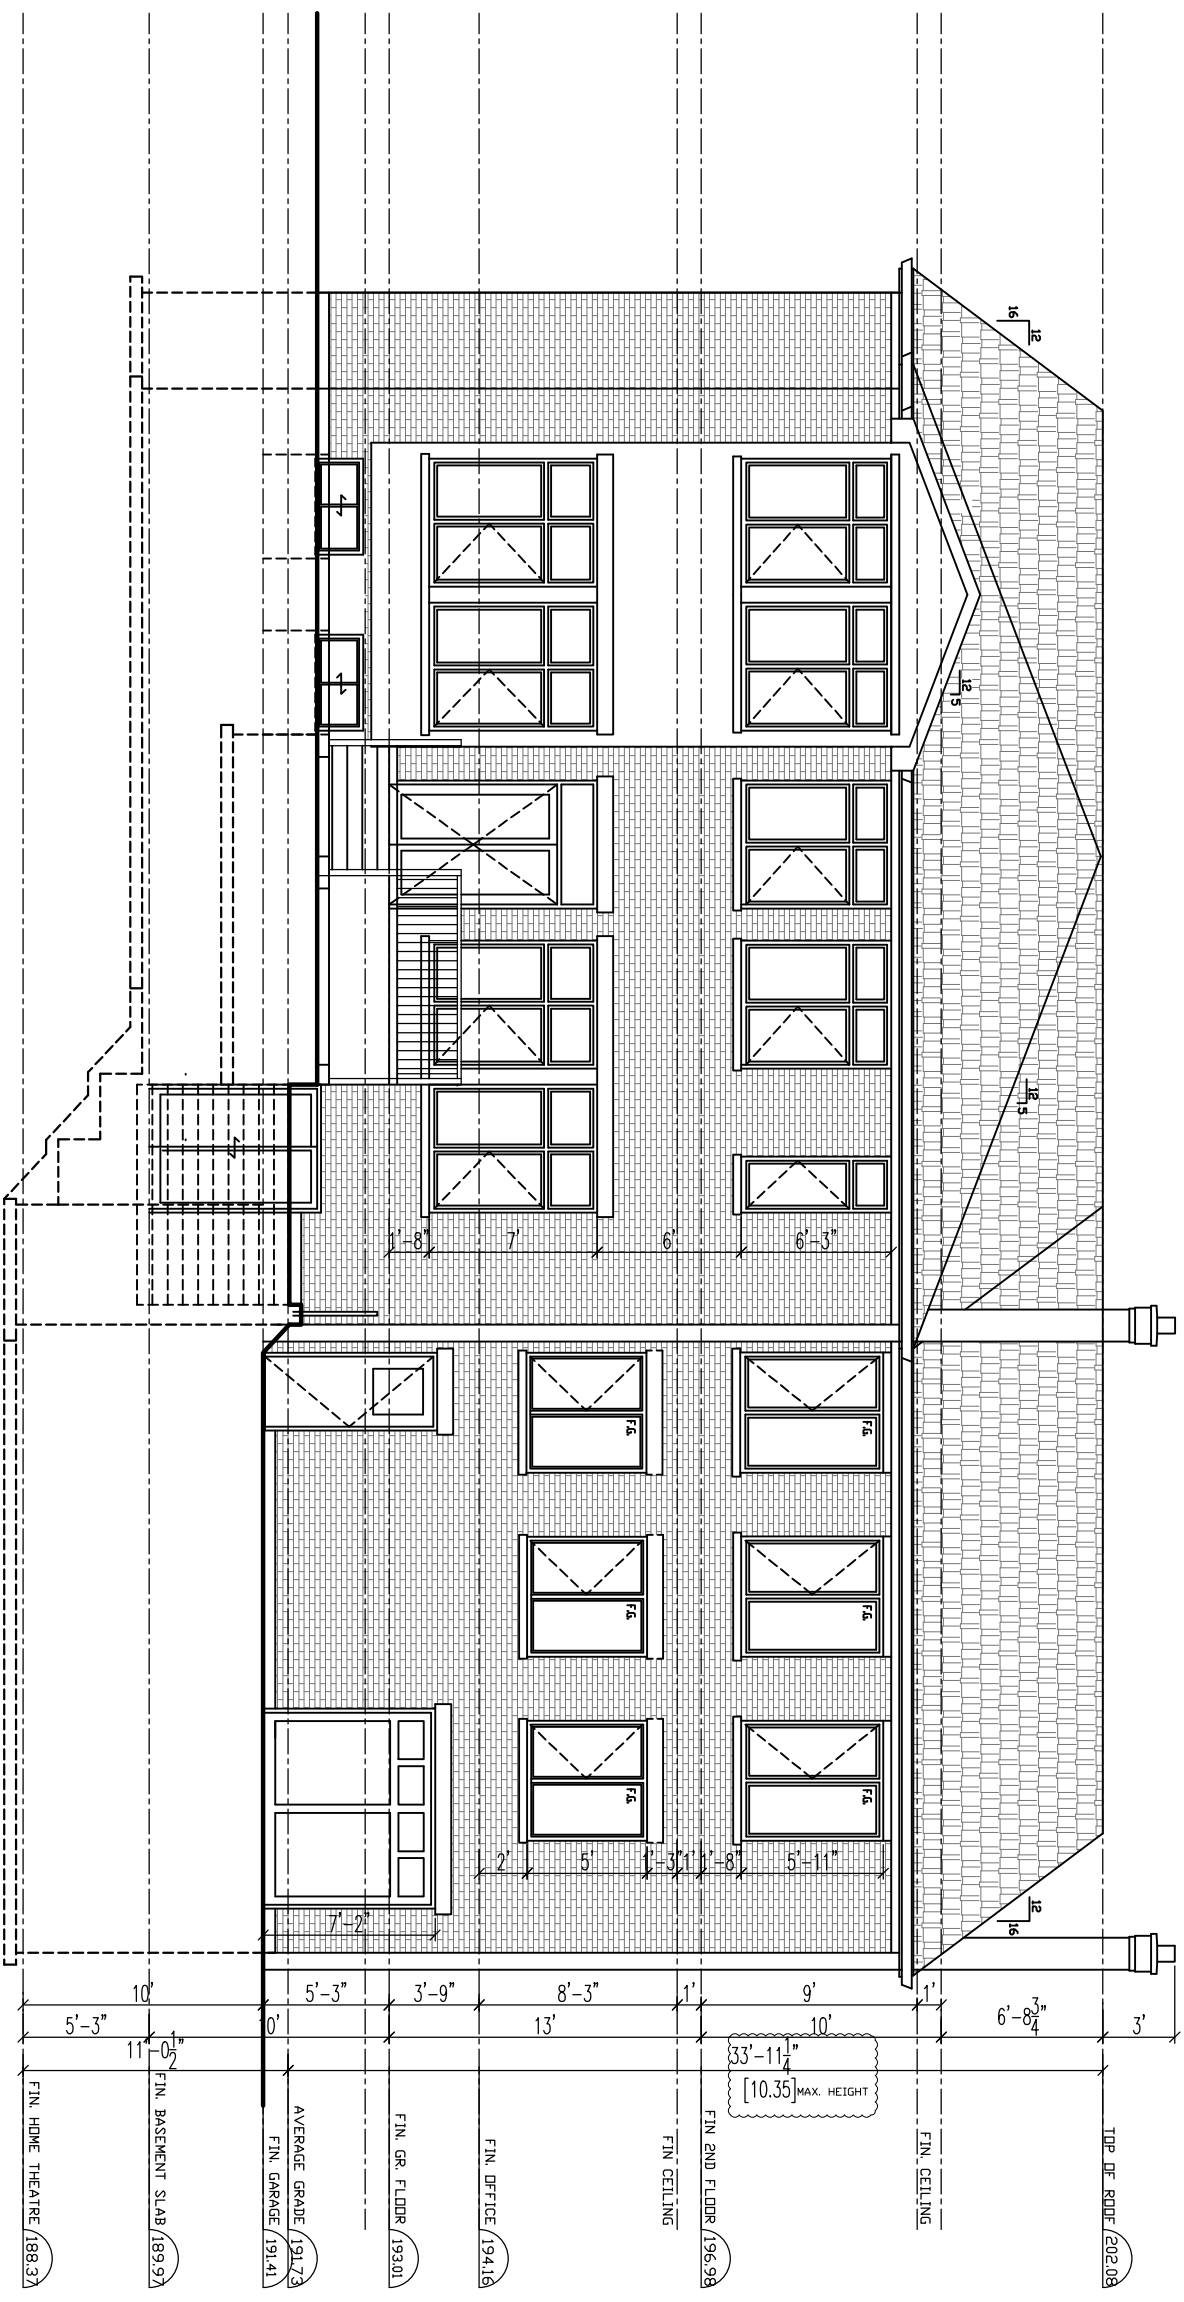 12
16
12
5
12
5
12
16
1'-8"
7'
6'
6'-3"
F.G.
F.G.
F.G.
F.G.
F.G.
F.G.
2'
5'
1'-3"
1'
1'-8"
5'-11"
7'-2"
10'
5'-3"
3'-9"
8'-3"
1'
9'
1'
6'-8 3/4"
3'
5'-3"
10'
13'
10'
11'-0 1/2"
33'-11 1/4"
[10.35] MAX. HEIGHT
TOP OF ROOF 202.08
FIN. CEILING
FIN 2ND FLOOR 196.98
FIN CEILING
FIN. OFFICE 194.16
FIN. GR. FLOOR 193.01
AVERAGE GRADE 191.73
FIN. GARAGE 191.41
FIN. BASEMENT SLAB 189.97
FIN. HOME THEATRE 188.37